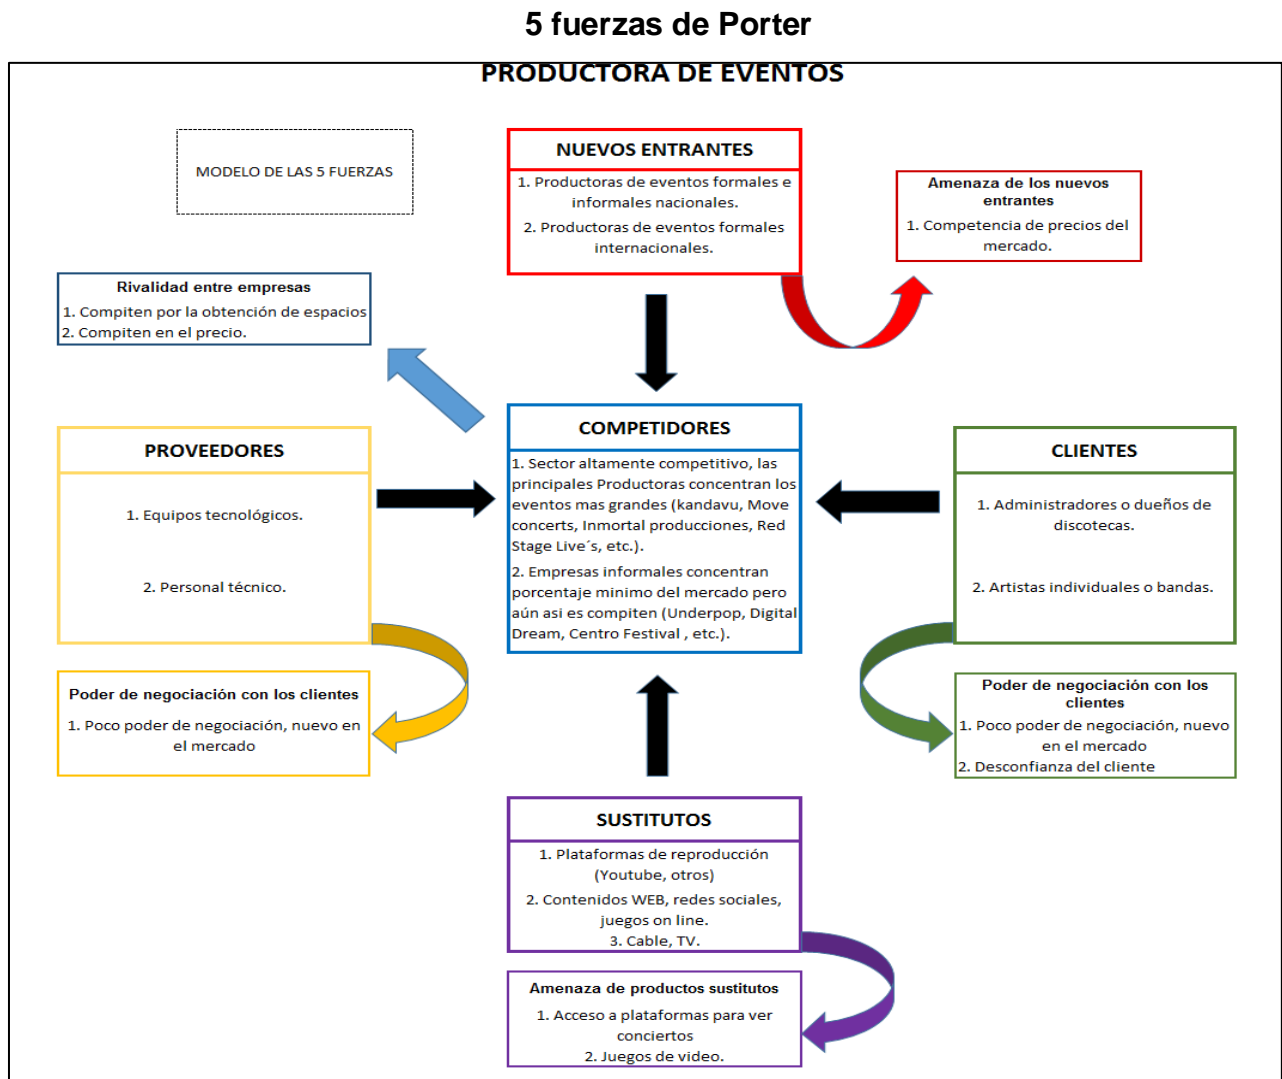 5 fuerzas de Porter
PRODUCTORA DE EVENTOS
MODELO DE LAS 5 FUERZAS
NUEVOS ENTRANTES
1. Productoras de eventos formales e
informales nacionales.
2. Productoras de eventos formales
internacionales.
Amenaza de los nuevos
entrantes
1. Competencia de precios del
mercado.
Rivalidad entre empresas
1. Compiten por la obtención de espacios
2. Compiten en el precio.
PROVEEDORES
1. Equipos tecnológicos.
2. Personal técnico.
COMPETIDORES
1. Sector altamente competitivo, las
principales Productoras concentran los
eventos mas grandes (kandavu, Move
concerts, Inmortal producciones, Red
Stage Live´s, etc.).
2. Empresas informales concentran
porcentaje minimo del mercado pero
aún asi es compiten (Underpop, Digital
Dream, Centro Festival , etc.).
CLIENTES
1. Administradores o dueños de
discotecas.
2. Artistas individuales o bandas.
Poder de negociación con los clientes
1. Poco poder de negociación, nuevo en
el mercado
Poder de negociación con los
clientes
1. Poco poder de negociación, nuevo
en el mercado
2. Desconfianza del cliente
SUSTITUTOS
1. Plataformas de reproducción
(Youtube, otros)
2. Contenidos WEB, redes sociales,
juegos on line.
3. Cable, TV.
Amenaza de productos sustitutos
1. Acceso a plataformas para ver
conciertos
2. Juegos de video.